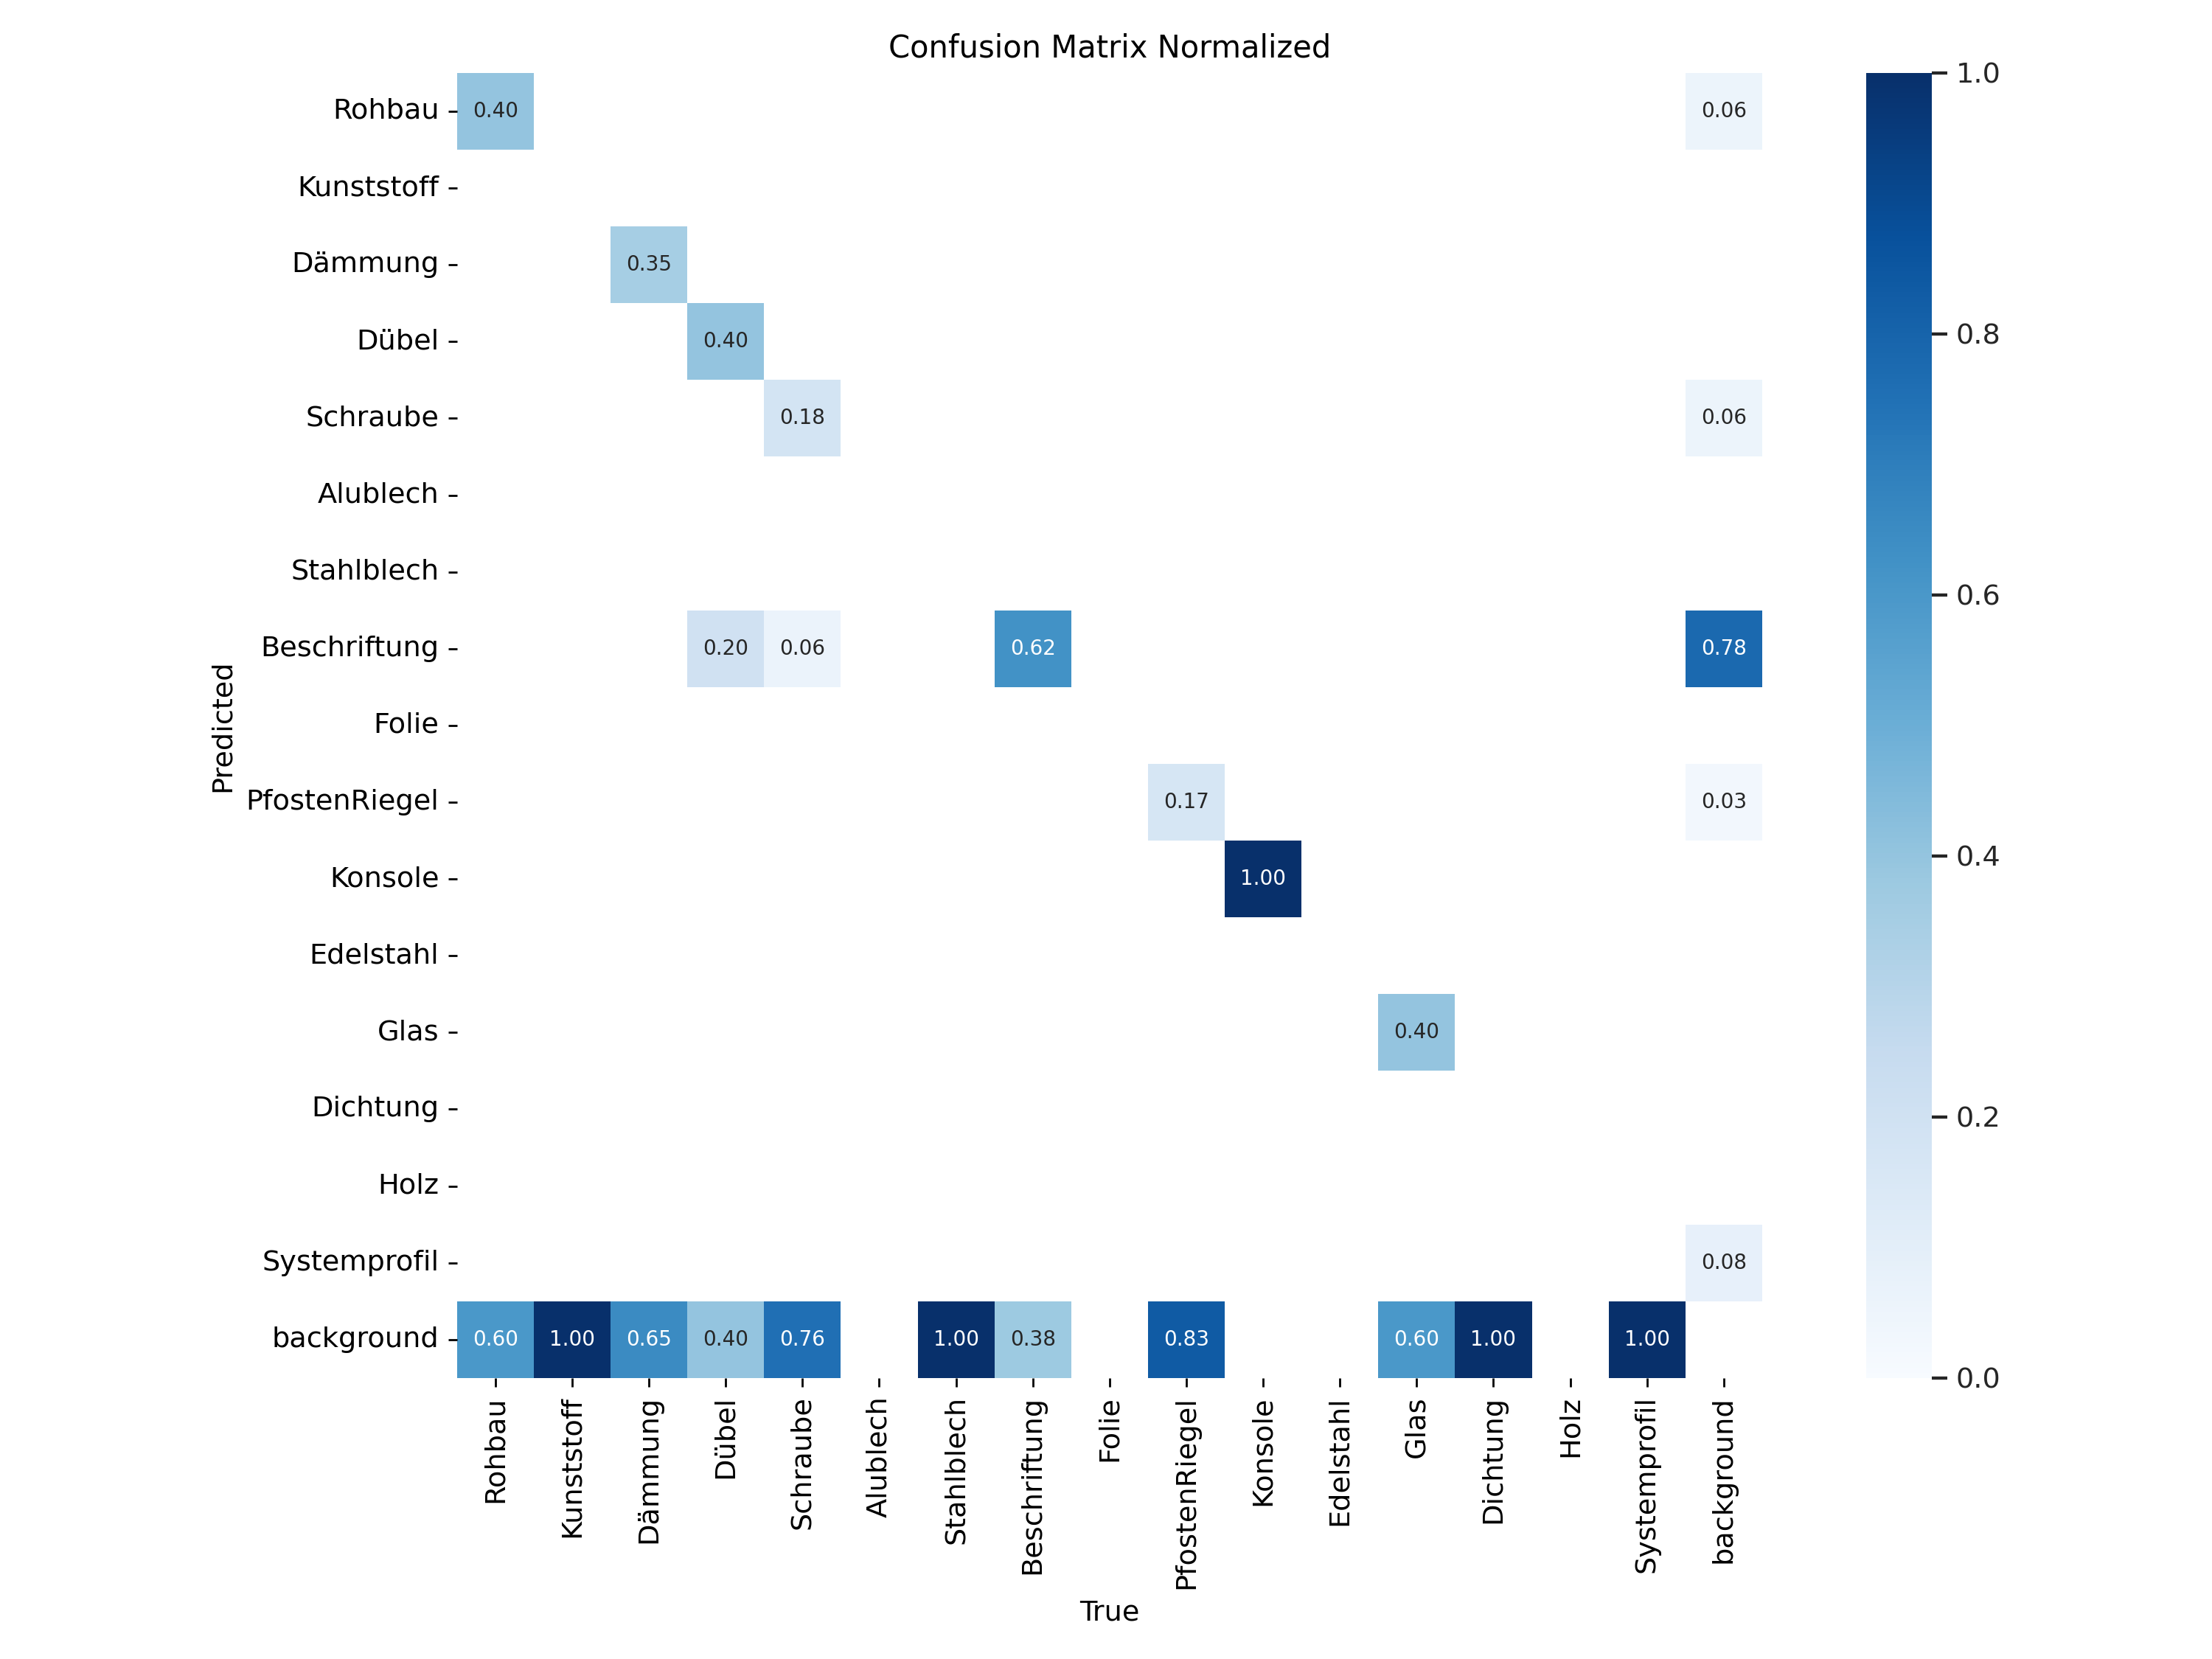 Confusion Matrix Normalized
Rohbau
0.40
0.06
Kunststoff
Dämmung
0.35
Dübel
0.40
Schraube
0.18
0.06
Alublech
Stahlblech
Beschriftung
0.20
0.06
0.62
0.78
Folie
PfostenRiegel
0.17
0.03
Konsole
1.00
Edelstahl
Glas
0.40
Dichtung
Holz
Systemprofil
0.08
background
0.60
1.00
0.65
0.40
0.76
1.00
0.38
0.83
0.60
1.00
1.00
Predicted
Rohbau
Kunststoff
Dämmung
Dübel
Schraube
Alublech
Stahlblech
Beschriftung
Folie
PfostenRiegel
Konsole
Edelstahl
Glas
Dichtung
Holz
Systemprofil
background
True
1.0
0.8
0.6
0.4
0.2
0.0